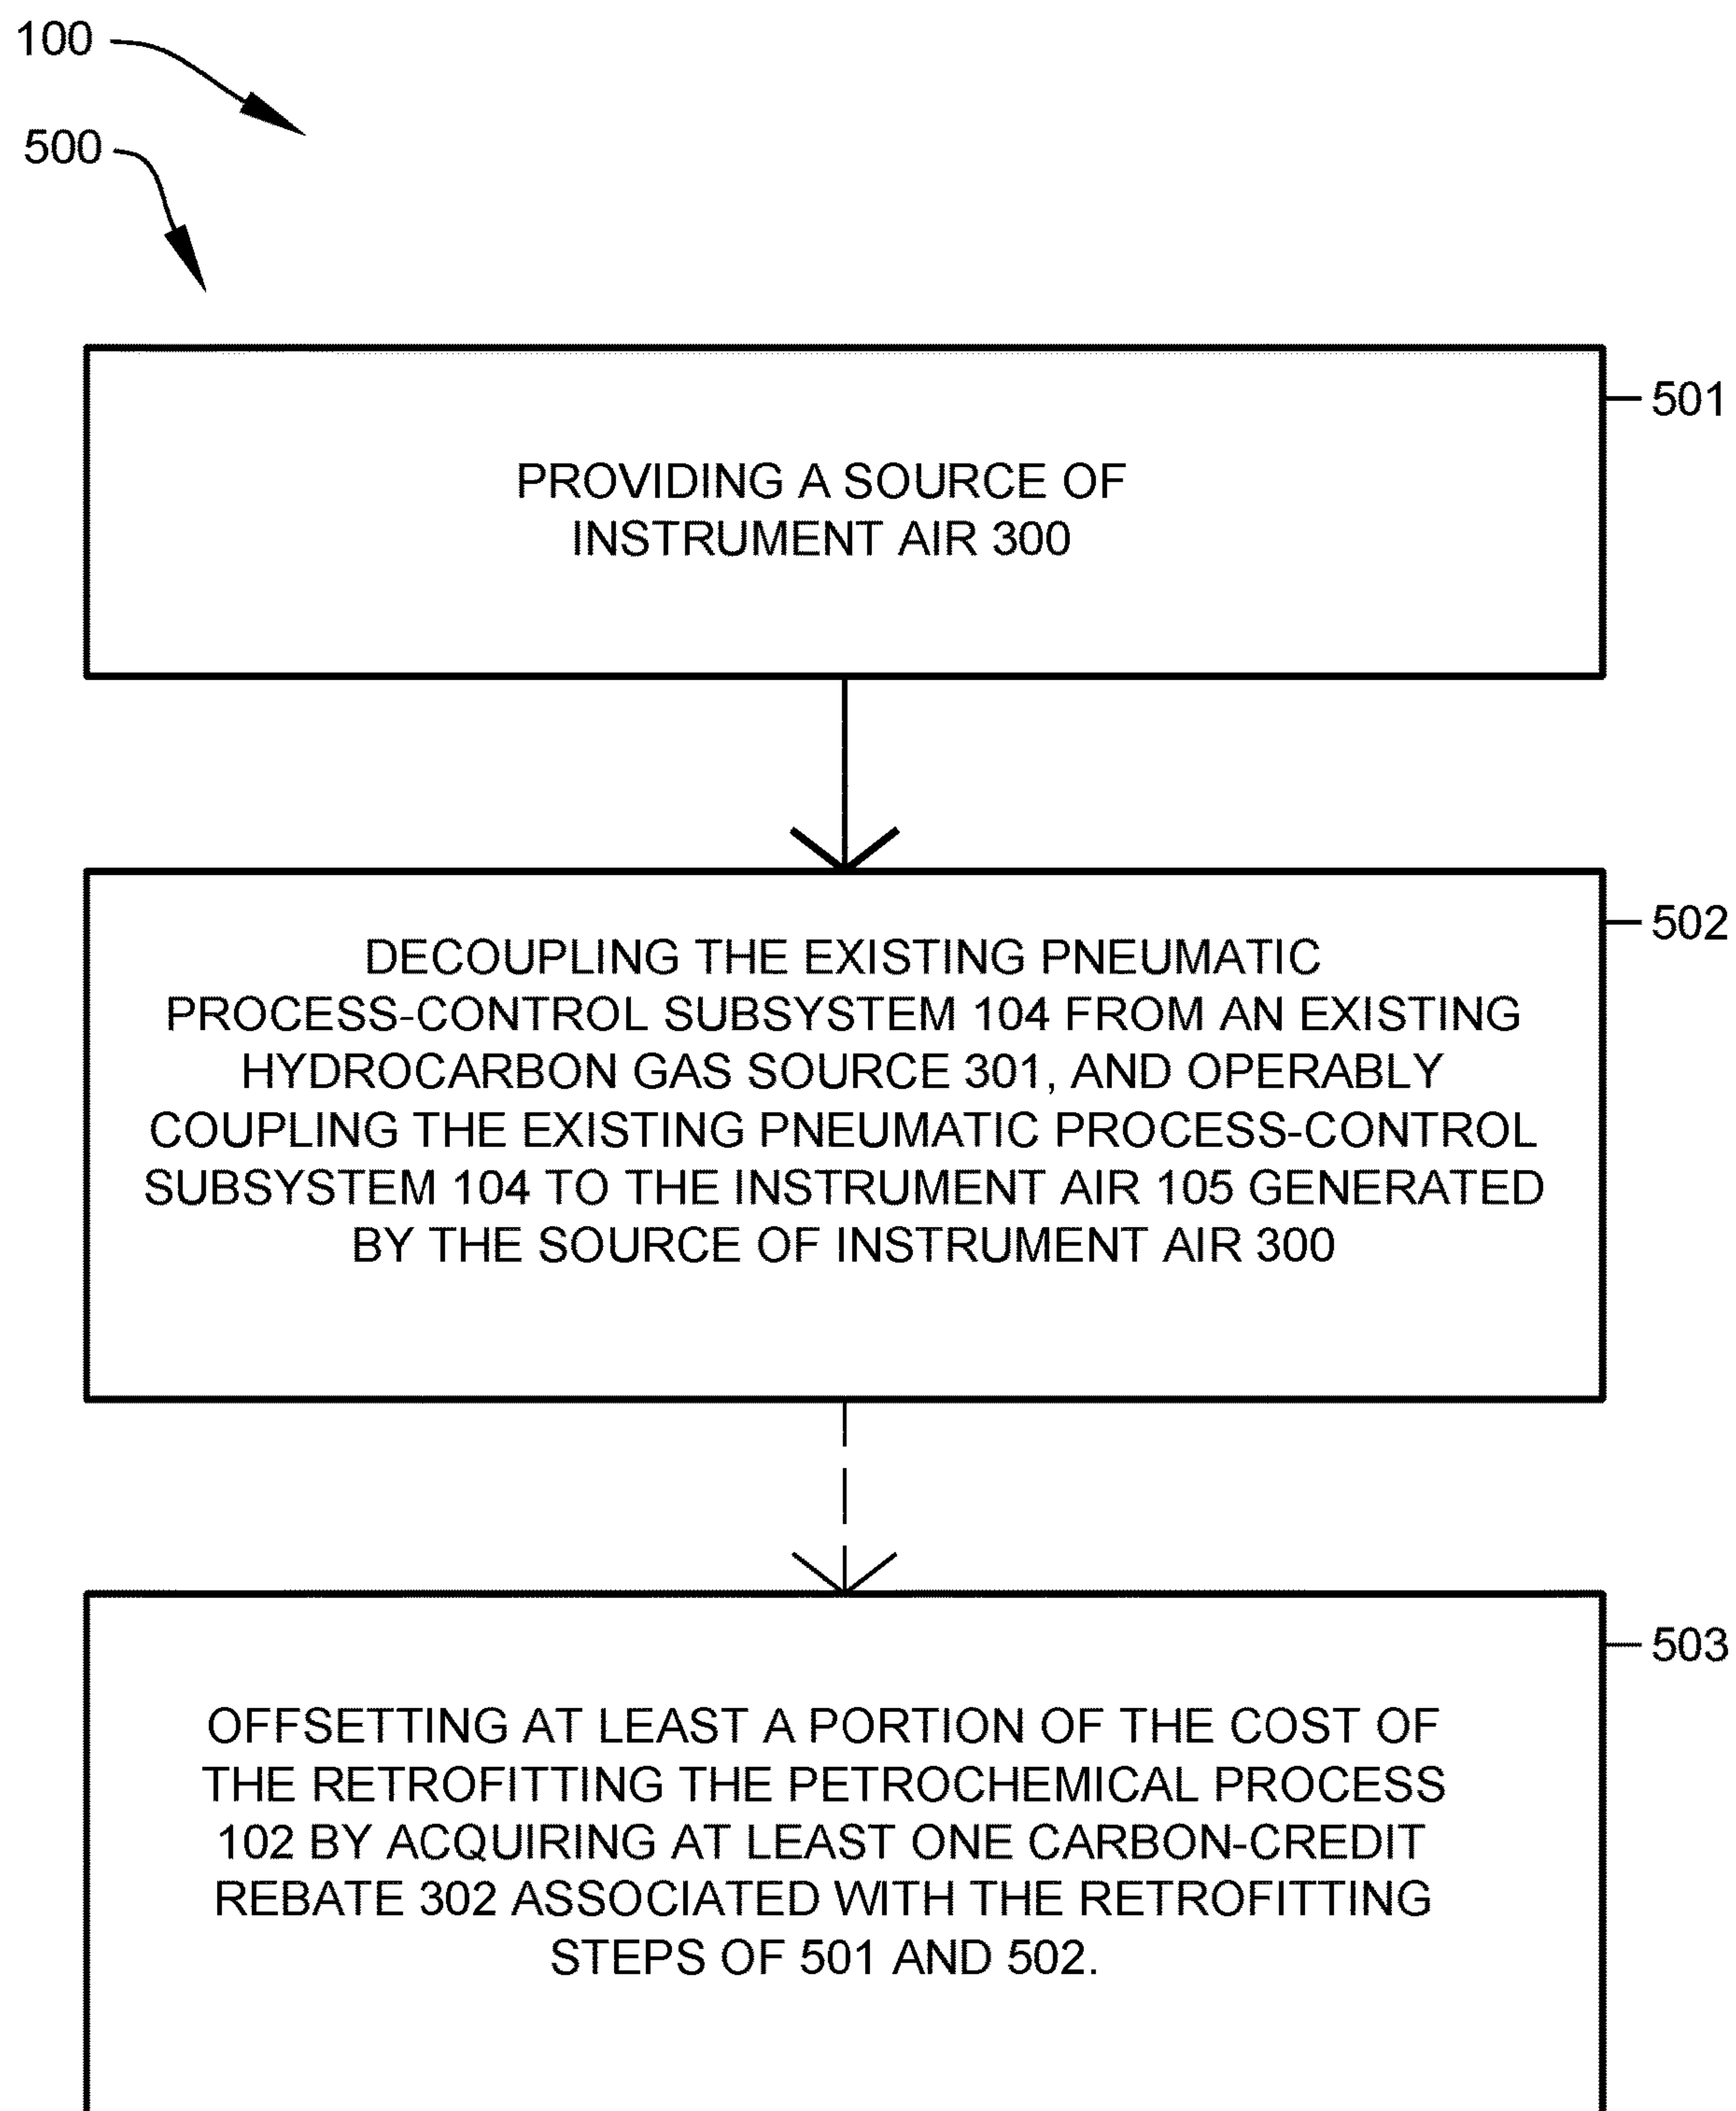 100
500
501
PROVIDING A SOURCE OF
INSTRUMENT AIR 300
502
DECOUPLING THE EXISTING PNEUMATIC
PROCESS-CONTROL SUBSYSTEM 104 FROM AN EXISTING
HYDROCARBON GAS SOURCE 301, AND OPERABLY
COUPLING THE EXISTING PNEUMATIC PROCESS-CONTROL
SUBSYSTEM 104 TO THE INSTRUMENT AIR 105 GENERATED
BY THE SOURCE OF INSTRUMENT AIR 300
503
OFFSETTING AT LEAST A PORTION OF THE COST OF
THE RETROFITTING THE PETROCHEMICAL PROCESS
102 BY ACQUIRING AT LEAST ONE CARBON-CREDIT
REBATE 302 ASSOCIATED WITH THE RETROFITTING
STEPS OF 501 AND 502.